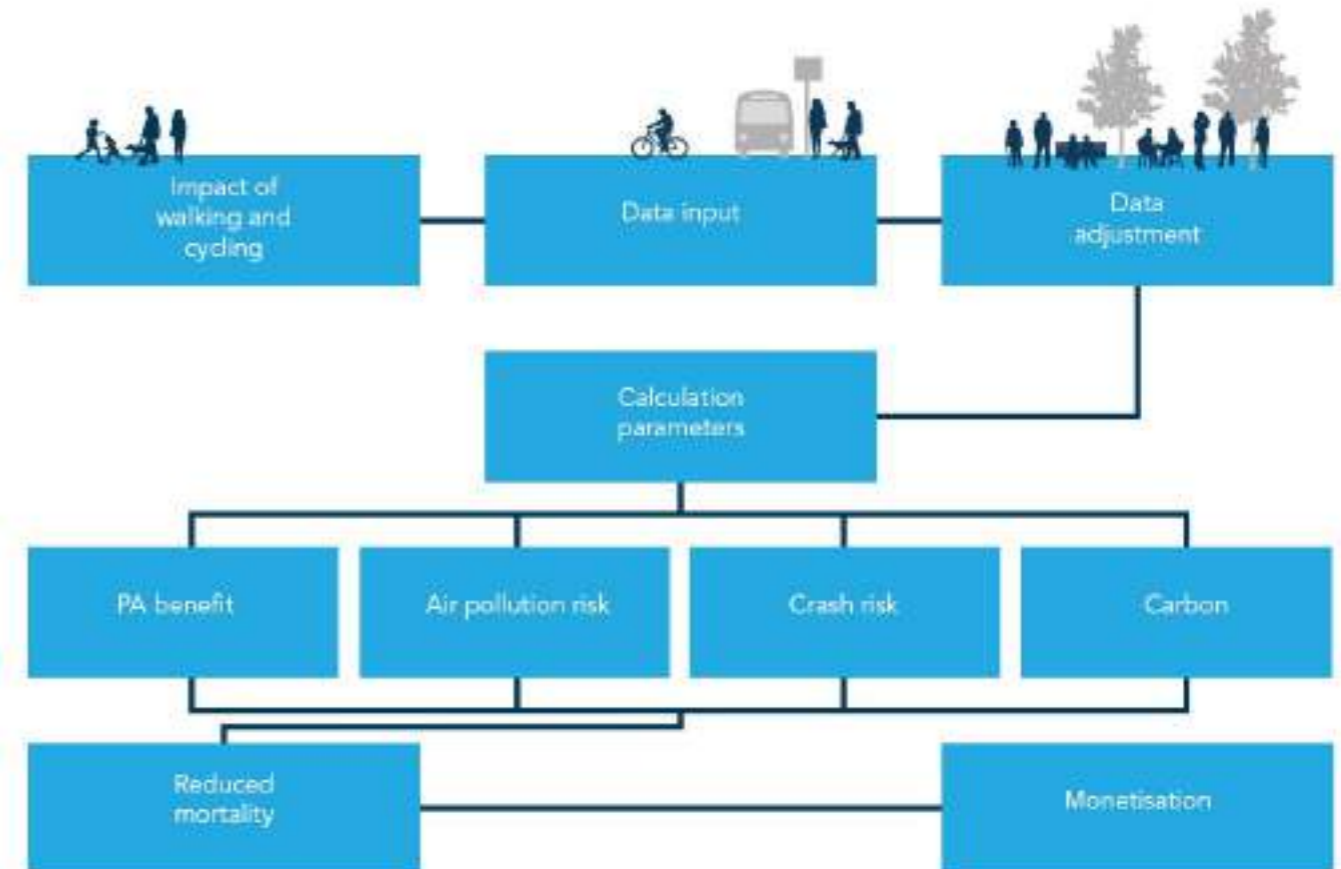 Impact of
walking and
cycling
Data input
Data
adjustment
Calculation
parameters
PA benefit
Air pollution risk
Crash risk
Carbon
Reduced
mortality
Monetisation